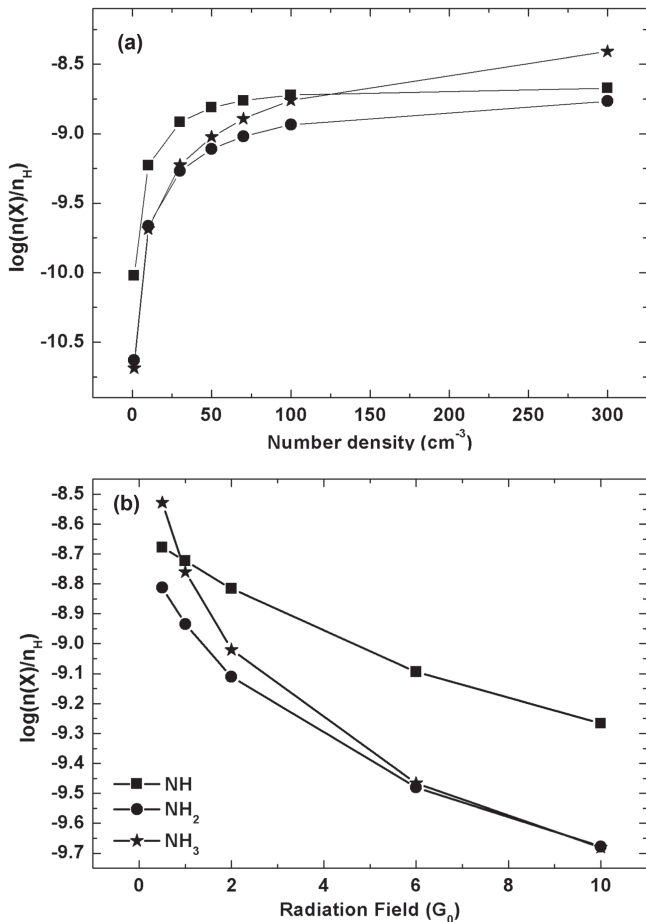 (a)
-8.5
-9.0
-9.5
-10.0
-10.5
log(n(X)/n_H)
0 50 100 150 200 250 300
Number density (cm⁻³)
(b)
-8.5
-8.6
-8.7
-8.8
-8.9
-9.0
-9.1
-9.2
-9.3
-9.4
-9.5
-9.6
-9.7
log(n(X)/n_H)
NH
NH₂
NH₃
0 2 4 6 8 10
Radiation Field (G₀)